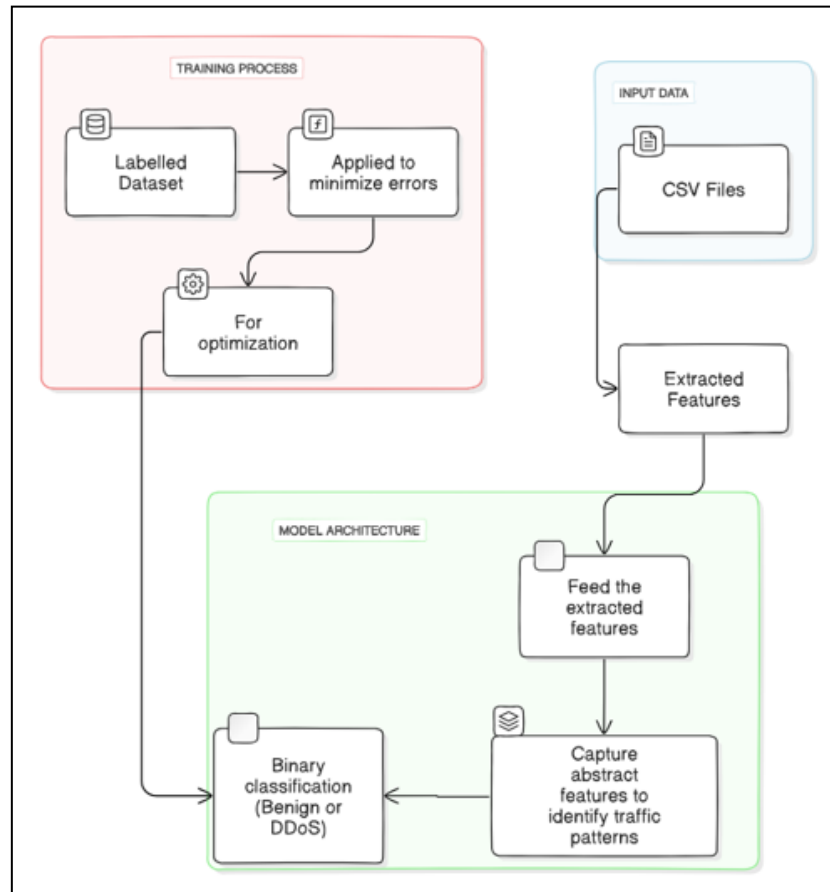 TRAINING PROCESS
Labelled
Dataset
Applied to
minimize errors
For
optimization
INPUT DATA
CSV Files
Extracted
Features
MODEL ARCHITECTURE
Feed the
extracted
features
Capture
abstract
features to
identify traffic
patterns
Binary
classification
(Benign or
DDoS)